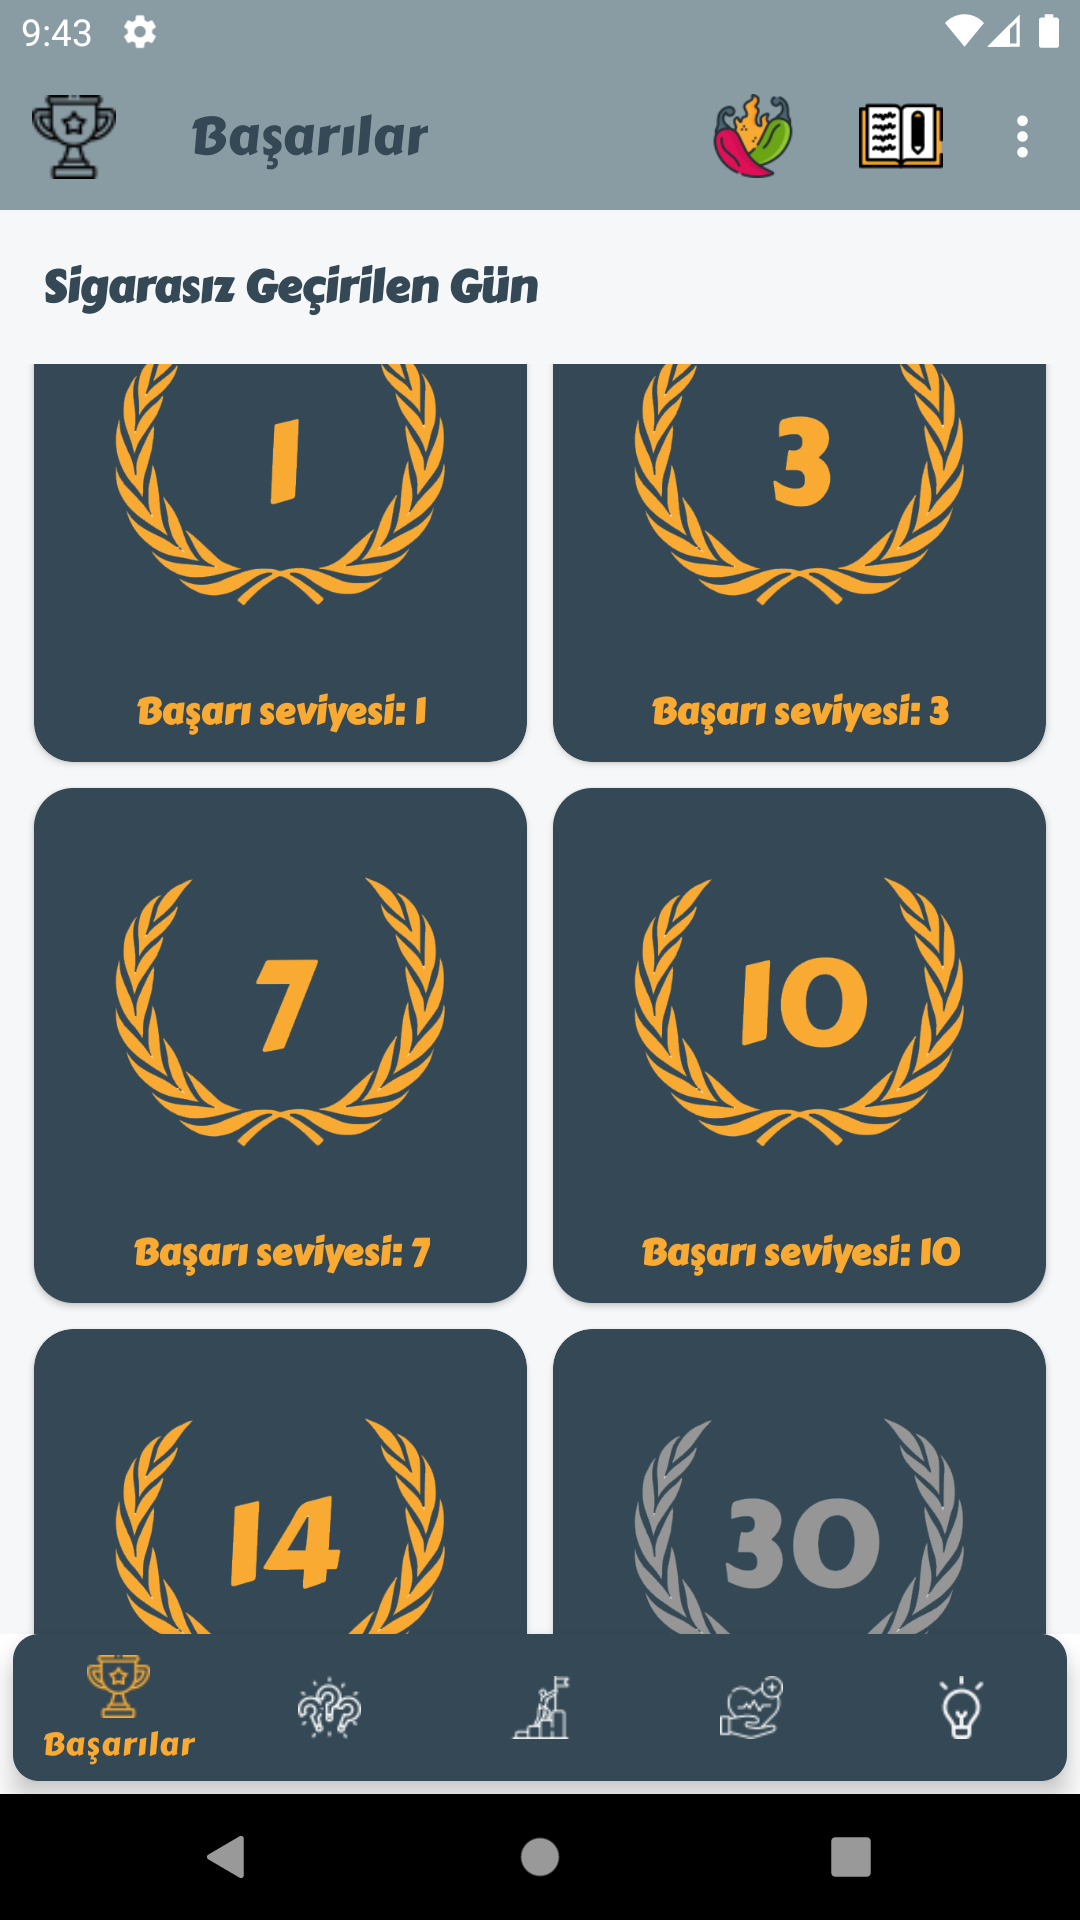 9:43
Başarılar
Sigarasız Geçirilen Gün
1
3
Başarı seviyesi: 1
Başarı seviyesi: 3
7
10
Başarı seviyesi: 7
Başarı seviyesi: 10
14
30
Başarılar